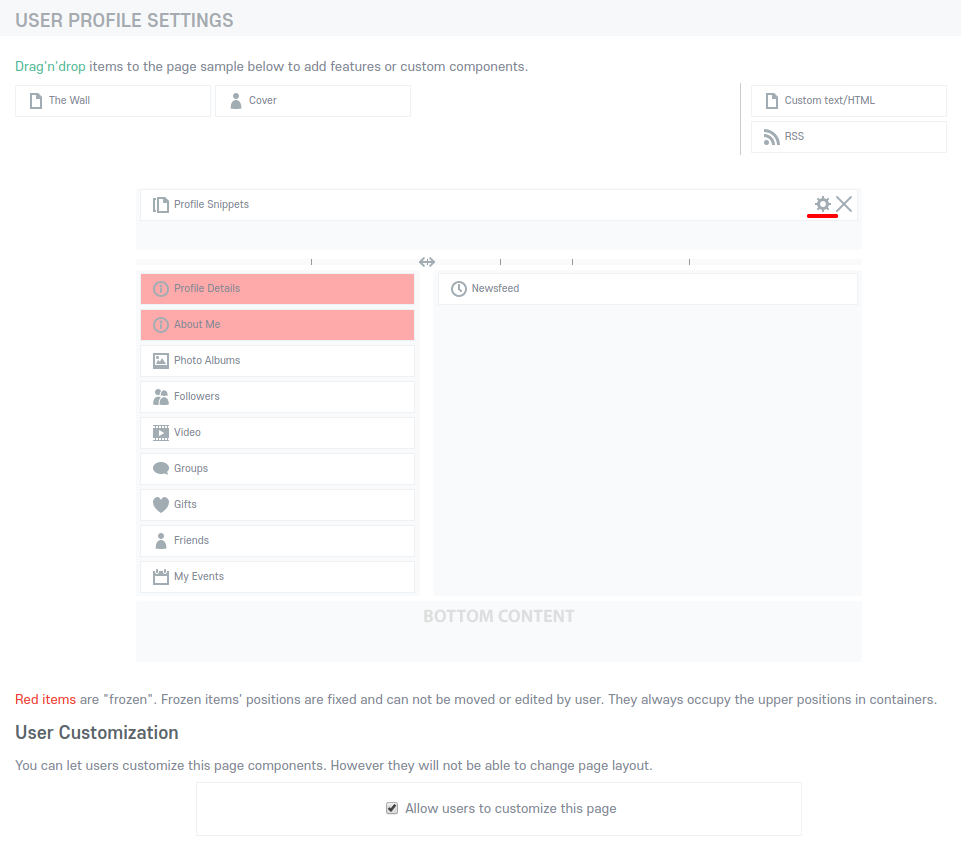 USER PROFILE SETTINGS
Drag'n'drop items to the page sample below to add features or custom components.
The Wall
Cover
Custom text/HTML
RSS
Profile Snippets
Profile Details
About Me
Photo Albums
Followers
Video
Groups
Gifts
Friends
My Events
Newsfeed
BOTTOM CONTENT
Red items are "frozen". Frozen items' positions are fixed and can not be moved or edited by user. They always occupy the upper positions in containers.
User Customization
You can let users customize this page components. However they will not be able to change page layout.
Allow users to customize this page